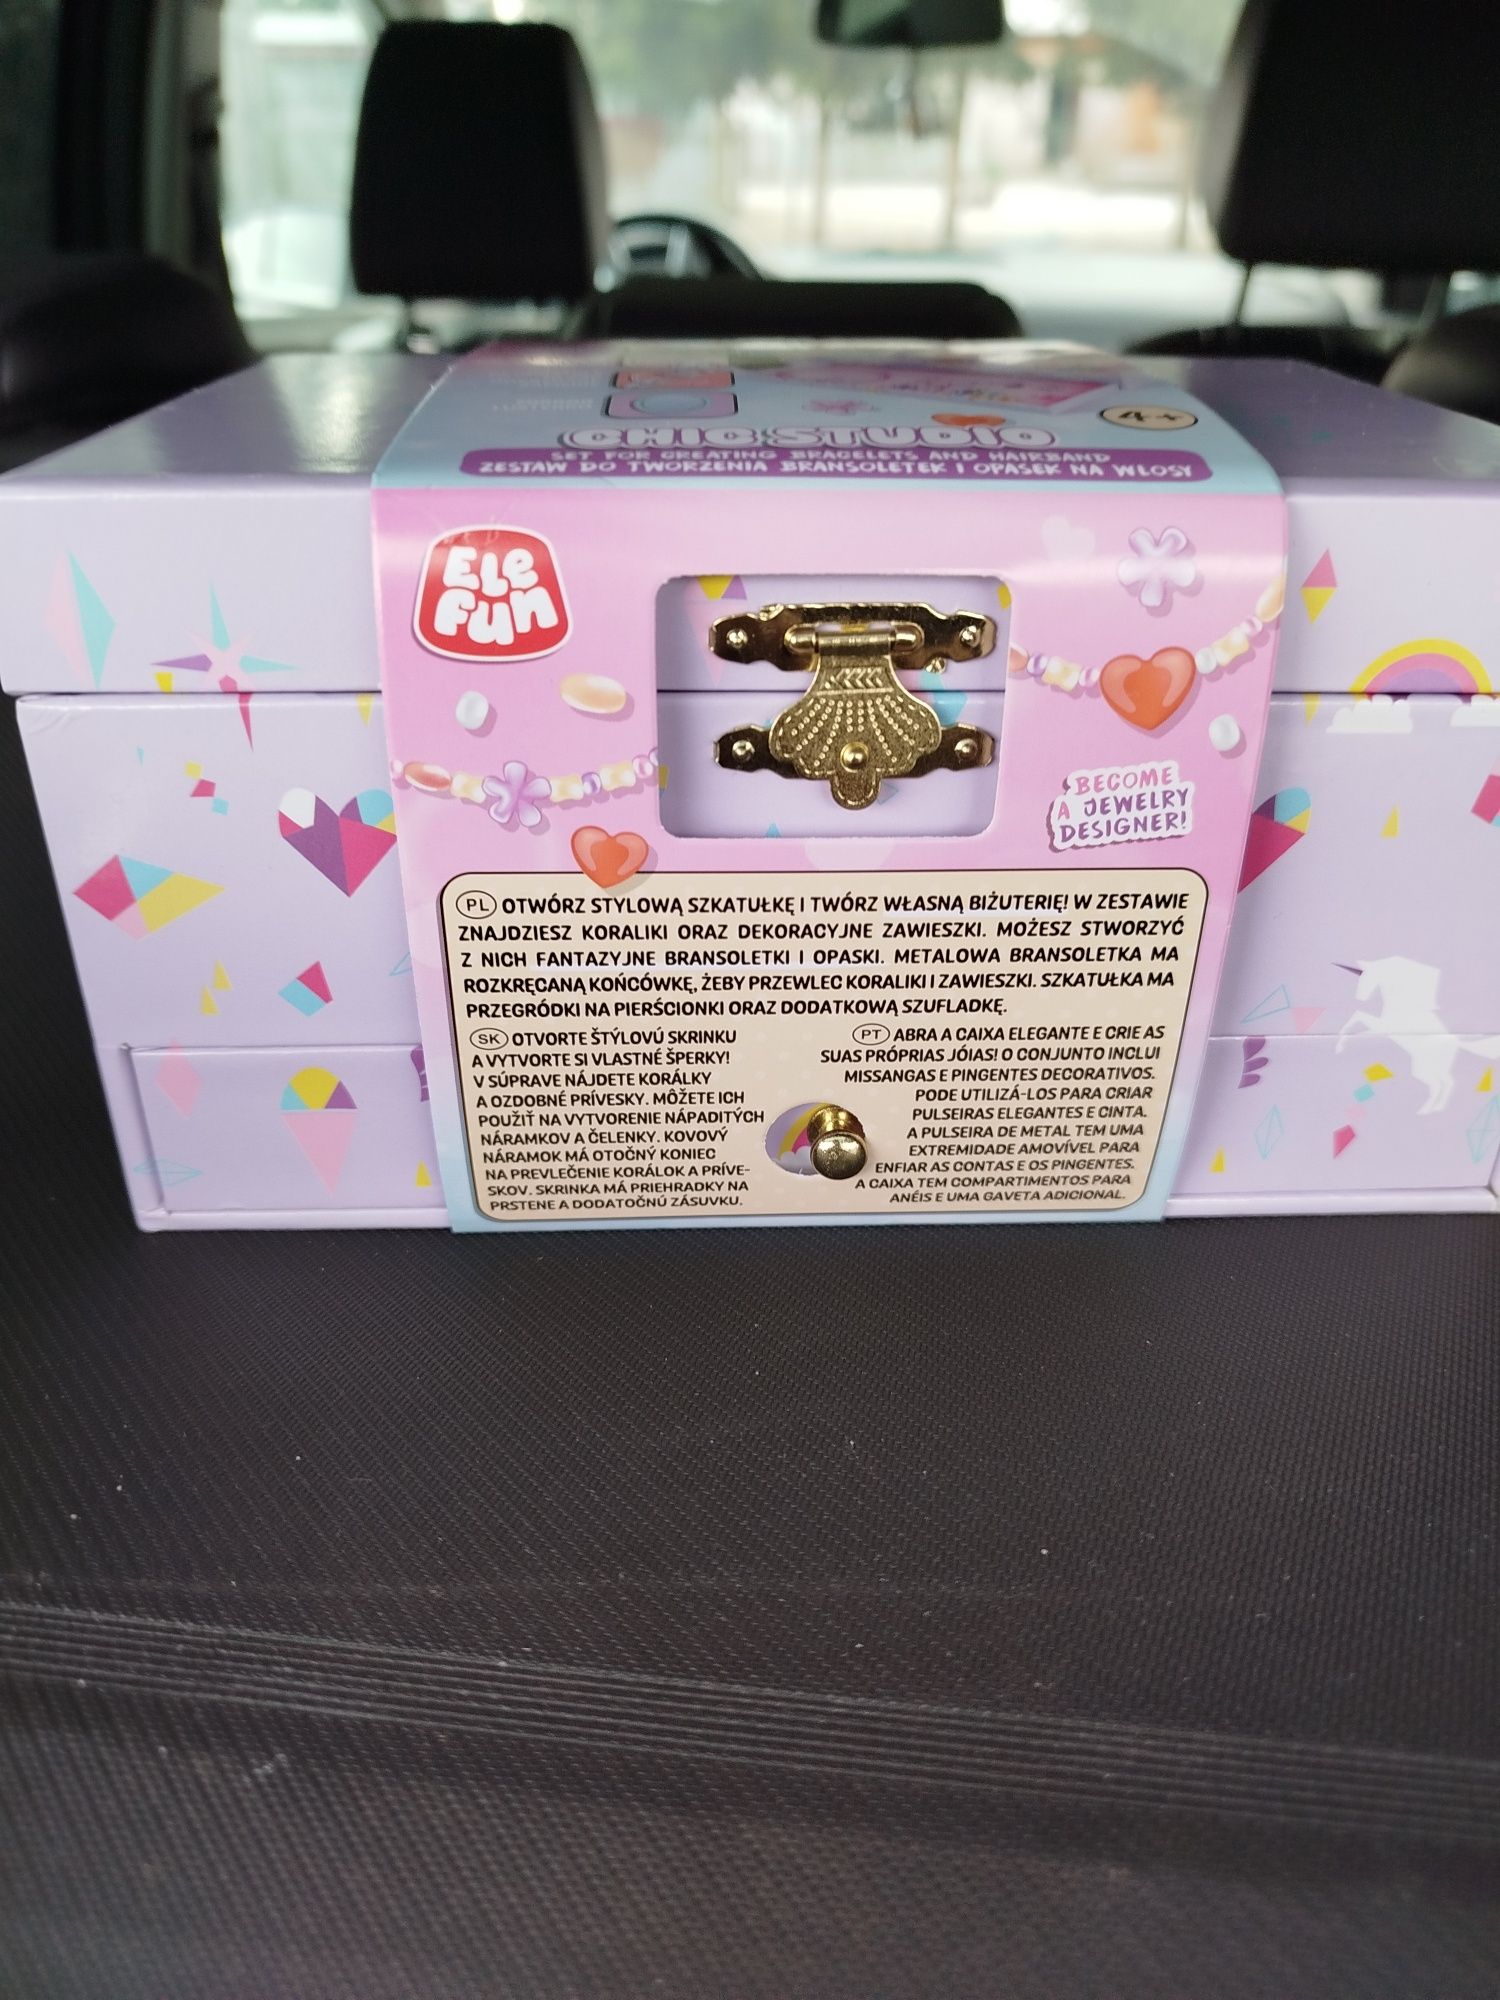 4+
CHIC STUDIO
SET FOR CREATING BRACELETS AND HAIRBAND
ZESTAW DO TWORZENIA BRANSOLETEK I OPASEK NA WŁOSY
ELe
Fun
BECOME
A JEWELRY
DESIGNER!
PL OTWÓRZ STYLOWĄ SZKATUŁKĘ I TWÓRZ WŁASNĄ BIŻUTERIĘ! W ZESTAWIE
ZNAJDZIESZ KORALIKI ORAZ DEKORACYJNE ZAWIESZKI. MOŻESZ STWORZYĆ
Z NICH FANTAZYJNE BRANSOLETKI I OPASKI. METALOWA BRANSOLETKA MA
ROZKRĘCANĄ KOŃCÓWKĘ, ŻEBY PRZEWLEC KORALIKI I ZAWIESZKI. SZKATUŁKA MA
PRZEGRÓDKI NA PIERŚCIONKI ORAZ DODATKOWĄ SZUFLADKĘ.
SK OTVORTE ŠTÝLOVÚ SKRINKU
A VYTVORTE SI VLASTNÉ ŠPERKY!
V SÚPRAVE NÁJDETE KORÁLKY
A OZDOBNÉ PRÍVESKY. MÔŽETE ICH
POUŽIŤ NA VYTVORENIE NÁPADITÝCH
NÁRAMKOV A ČELENKY. KOVOVÝ
NÁRAMOK MÁ OTOČNÝ KONIEC
NA PREVLEČENIE KORÁLOK A PRÍVE-
SKOV. SKRINKA MÁ PRIEHRADKY NA
PRSTENE A DODATOČNÚ ZÁSUVKU.
PT ABRA A CAIXA ELEGANTE E CRIE AS
SUAS PRÓPRIAS JÓIAS! O CONJUNTO INCLUI
MISSANGAS E PINGENTES DECORATIVOS.
PODE UTILIZÁ-LOS PARA CRIAR
PULSEIRAS ELEGANTES E CINTA.
A PULSEIRA DE METAL TEM UMA
EXTREMIDADE AMOVÍVEL PARA
ENFIAR AS CONTAS E OS PINGENTES.
A CAIXA TEM COMPARTIMENTOS PARA
ANÉIS E UMA GAVETA ADICIONAL.